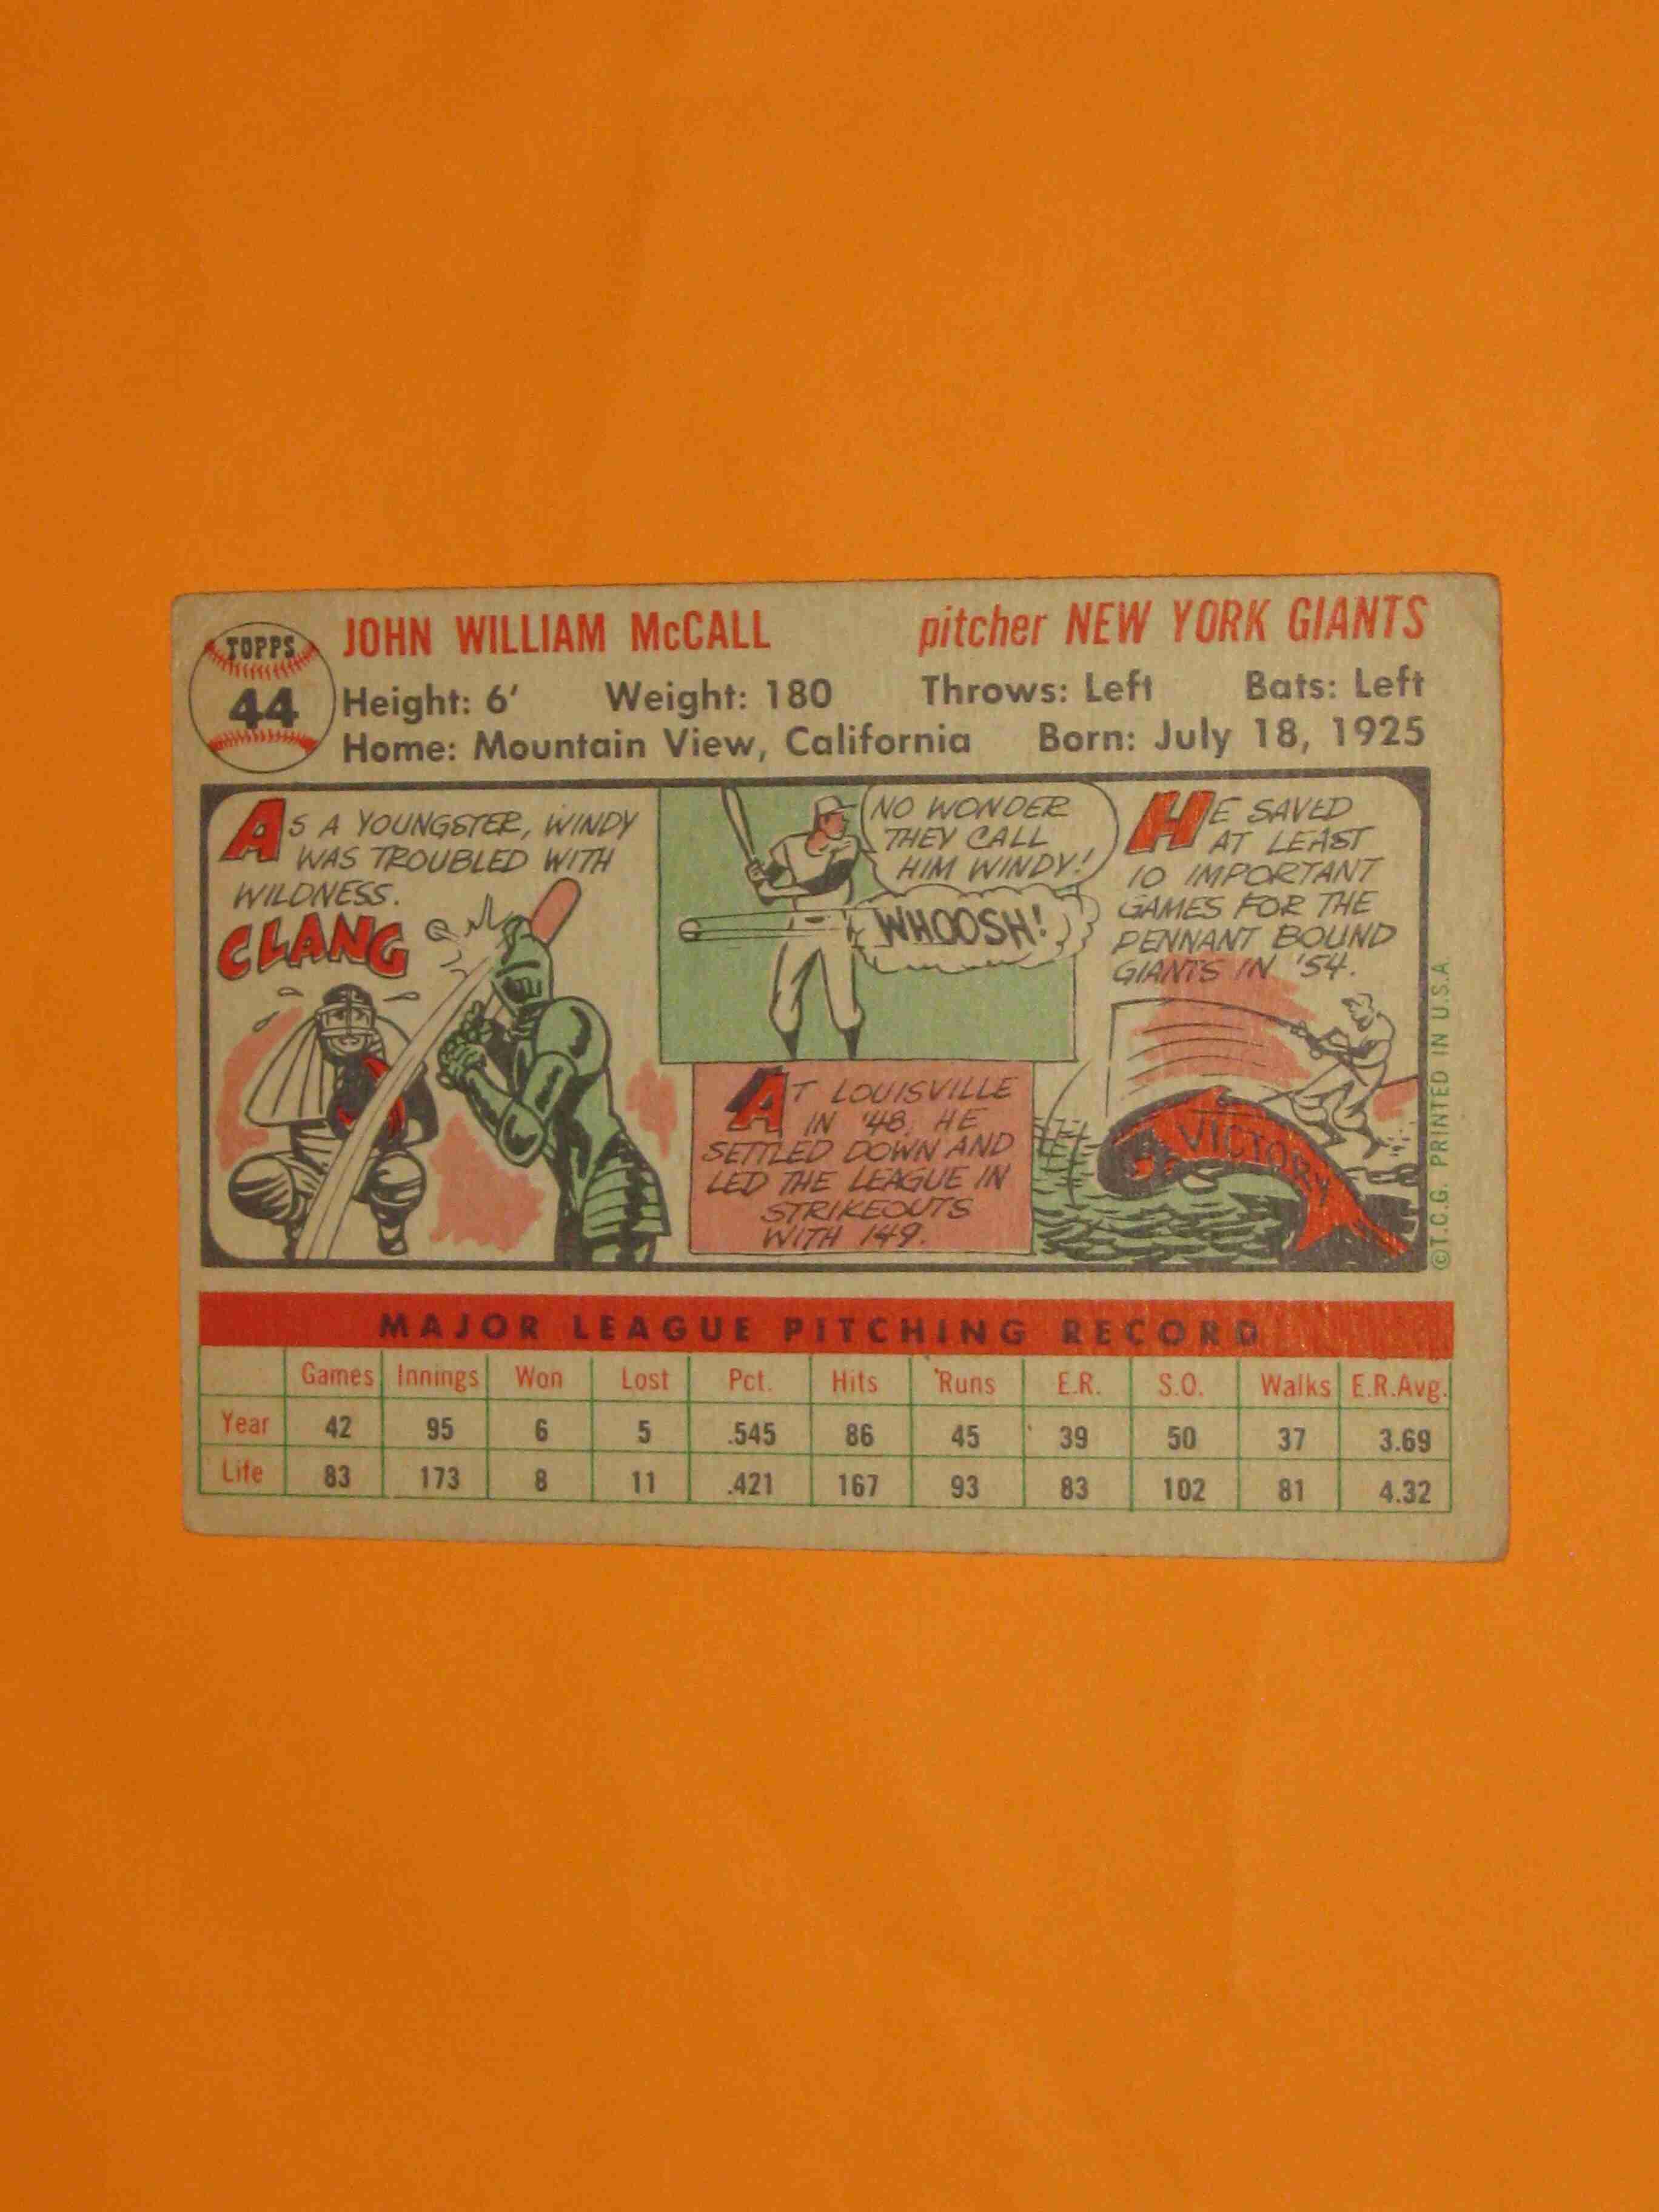 TOPPS
44
JOHN WILLIAM McCALL
pitcher NEW YORK GIANTS
Height: 6' Weight: 180 Throws: Left Bats: Left
Home: Mountain View, California Born: July 18, 1925
AS A YOUNGSTER, WINDY
WAS TROUBLED WITH
WILDNESS.
CLANG
NO WONDER
THEY CALL
HIM WINDY!
WHOOSH!
AT LOUISVILLE
IN '48, HE
SETTLED DOWN AND
LED THE LEAGUE IN
STRIKEOUTS
WITH 149.
HE SAVED
AT LEAST
10 IMPORTANT
GAMES FOR THE
PENNANT BOUND
GIANTS IN '54.
VICTORY
©T.C.G. PRINTED IN U.S.A.
MAJOR LEAGUE PITCHING RECORD
Games Innings Won Lost Pct. Hits Runs E.R. S.O. Walks E.R.Avg.
Year 42 95 6 5 .545 86 45 39 50 37 3.69
Life 83 173 8 11 .421 167 93 83 102 81 4.32